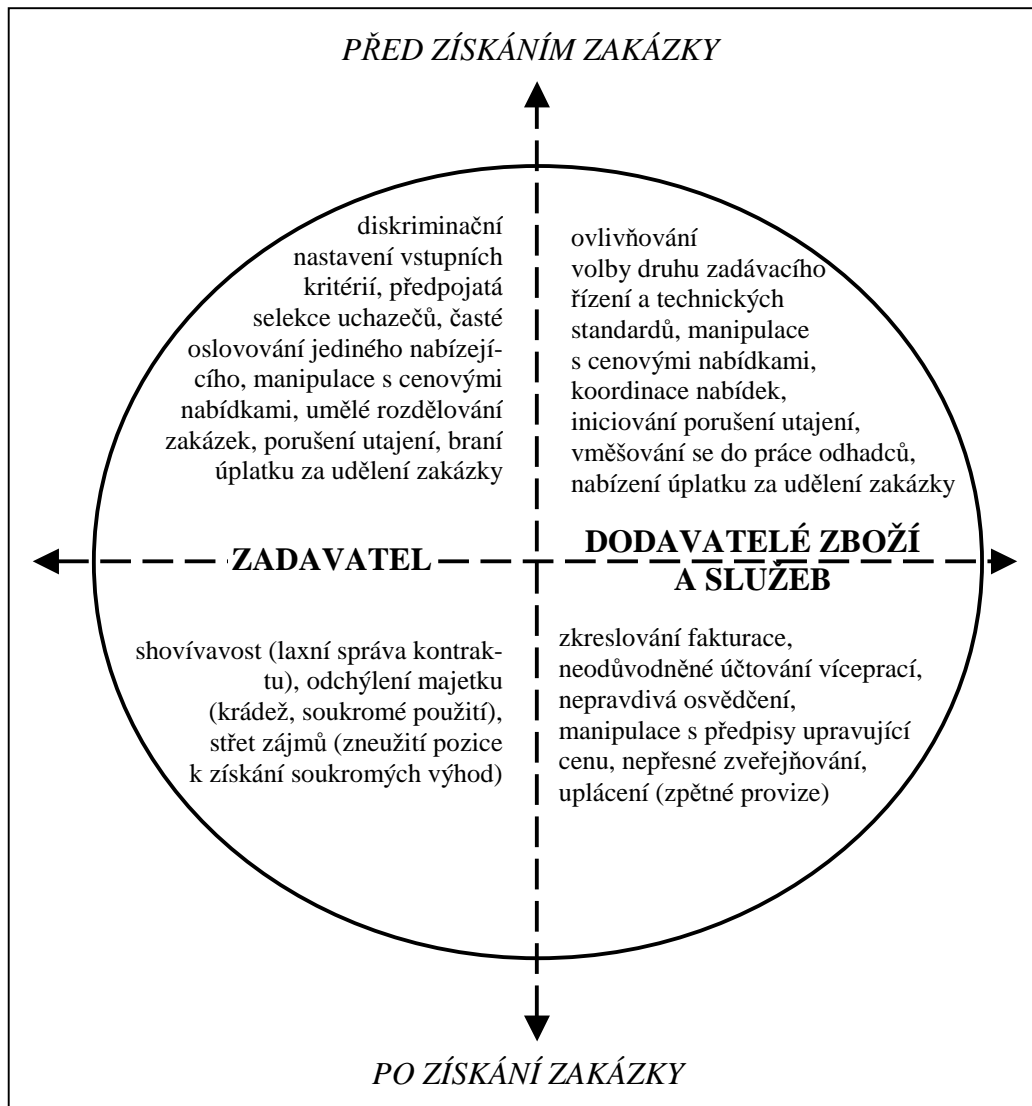 PŘED ZÍSKÁNÍM ZAKÁZKY
diskriminační
nastavení vstupních
kritérií, předpojatá
selekce uchazečů, časté
oslovování jediného nabízejí-
cího, manipulace s cenovými
nabídkami, umělé rozdělování
zakázek, porušení utajení, braní
úplatku za udělení zakázky
ovlivňování
volby druhu zadávacího
řízení a technických
standardů, manipulace
s cenovými nabídkami,
koordinace nabídek,
iniciování porušení utajení,
vměšování se do práce odhadců,
nabízení úplatku za udělení zakázky
ZADAVATEL
DODAVATELÉ ZBOŽÍ
A SLUŽEB
shovívavost (laxní správa kontrak-
tu), odchýlení majetku
(krádež, soukromé použití),
střet zájmů (zneužití pozice
k získání soukromých výhod)
zkreslování fakturace,
neodůvodněné účtování víceprací,
nepravdivá osvědčení,
manipulace s předpisy upravující
cenu, nepřesné zveřejňování,
uplácení (zpětné provize)
PO ZÍSKÁNÍ ZAKÁZKY